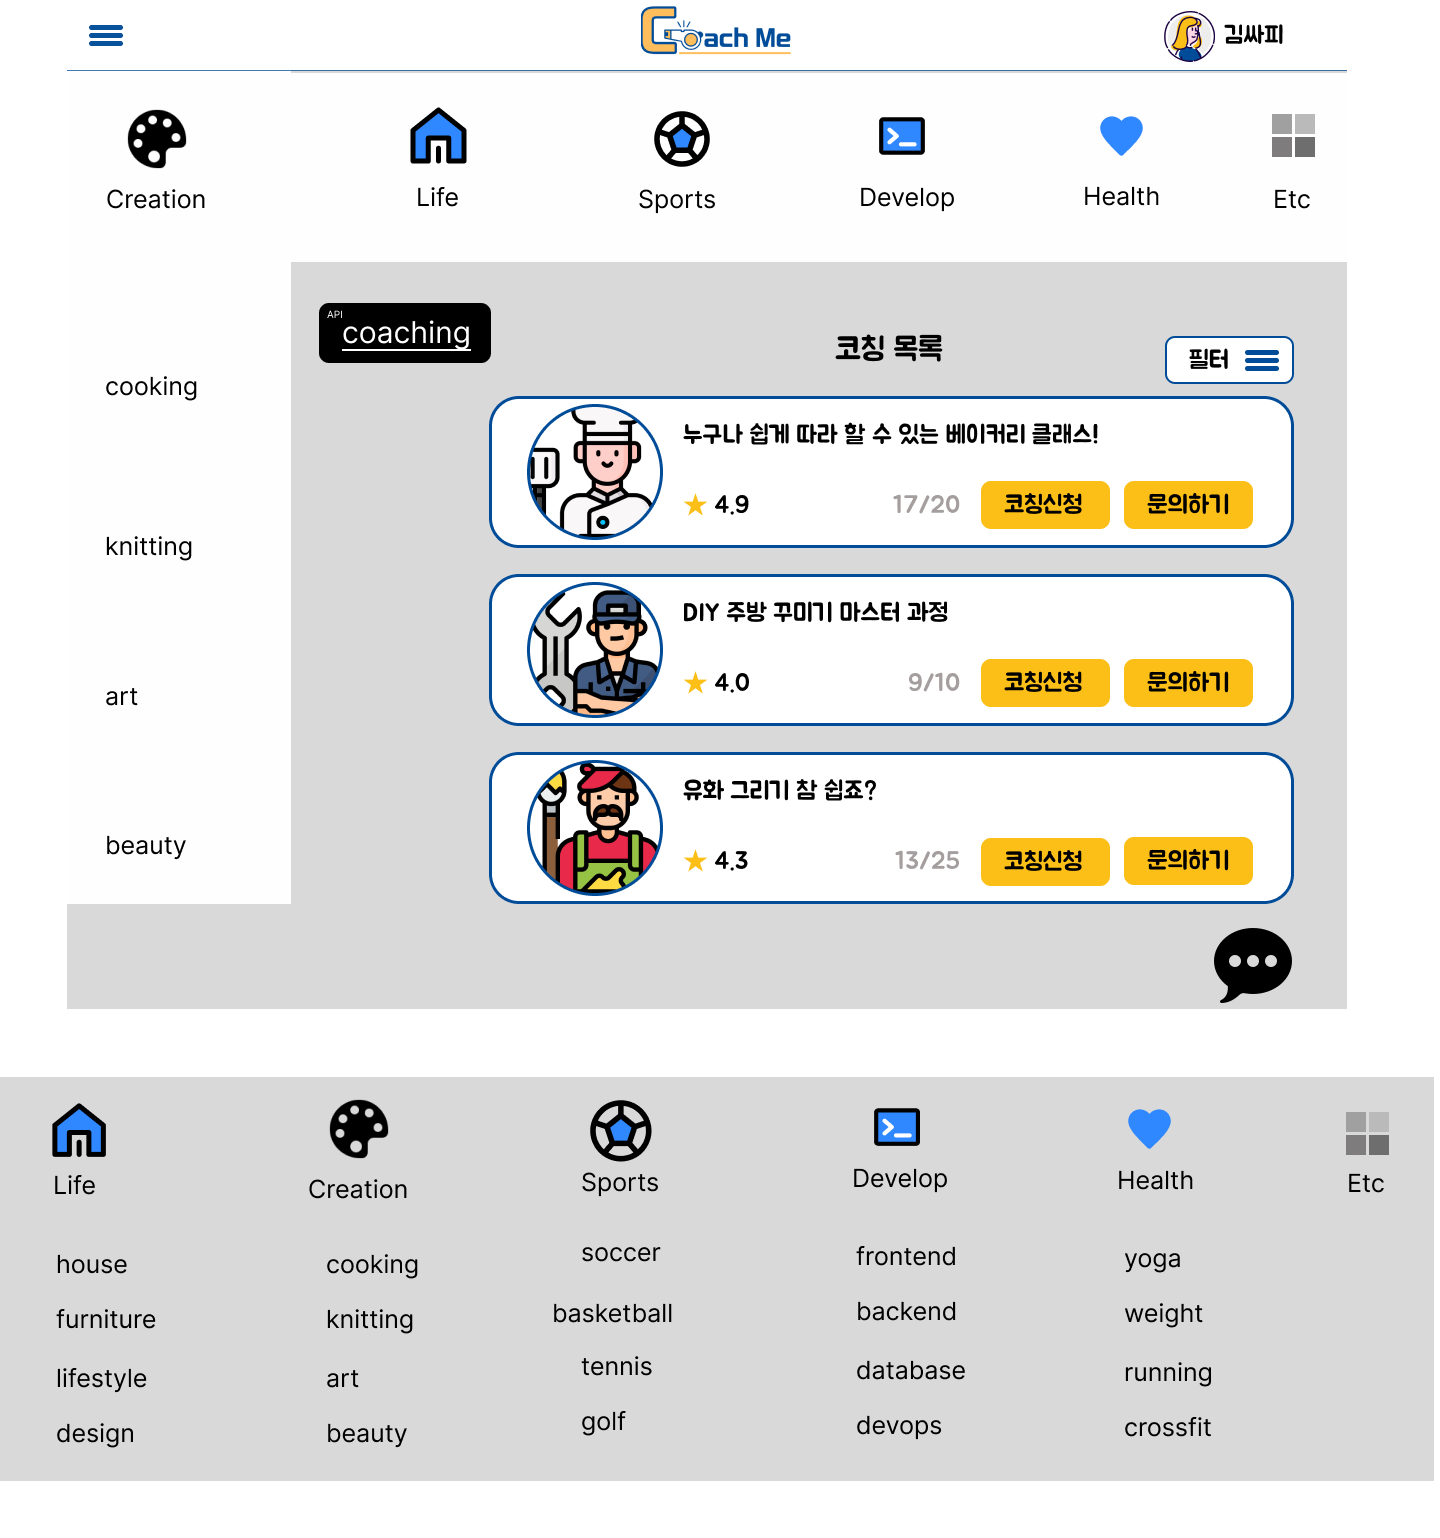 Coach Me
김싸피
Creation
Life
Sports
Develop
Health
Etc
API
coaching
코칭 목록
필터
cooking
knitting
art
beauty
누구나 쉽게 따라 할 수 있는 베이커리 클래스!
4.9
17/20
코칭신청
문의하기
DIY 주방 꾸미기 마스터 과정
4.0
9/10
코칭신청
문의하기
유화 그리기 참 쉽죠?
4.3
13/25
코칭신청
문의하기
Life
Creation
Sports
Develop
Health
Etc
house
cooking
soccer
frontend
yoga
furniture
knitting
basketball
backend
weight
lifestyle
art
tennis
database
running
design
beauty
golf
devops
crossfit